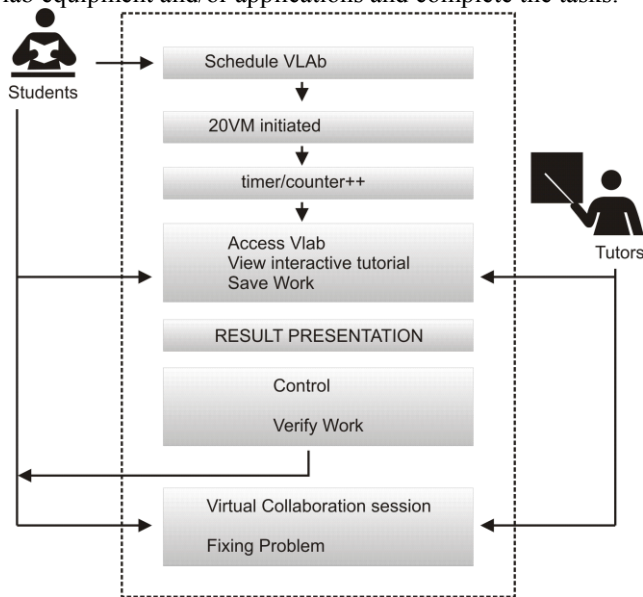 lab equipment and/or applications and complete the tasks.
Students
Schedule VLAb
20VM initiated
timer/counter++
Access Vlab
View interactive tutorial
Save Work
Tutors
RESULT PRESENTATION
Control
Verify Work
Virtual Collaboration session
Fixing Problem